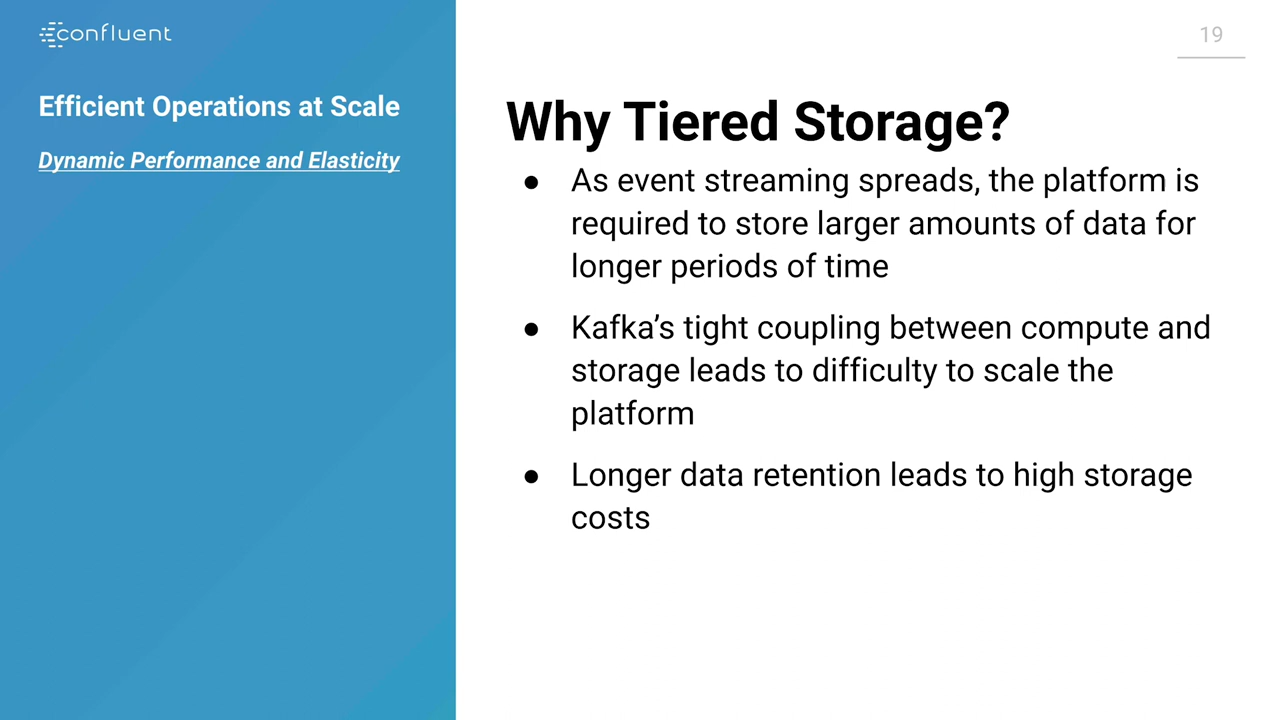 confluent
19
Efficient Operations at Scale
Dynamic Performance and Elasticity
Why Tiered Storage?
● As event streaming spreads, the platform is
required to store larger amounts of data for
longer periods of time
● Kafka’s tight coupling between compute and
storage leads to difficulty to scale the
platform
● Longer data retention leads to high storage
costs